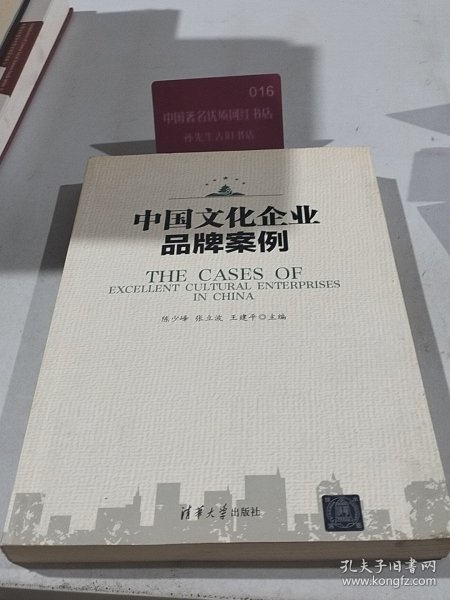 016
中国著名优质网红书店
孙先生古旧书店
中国文化企业
品牌案例
THE CASES OF
EXCELLENT CULTURAL ENTERPRISES
IN CHINA
陈少峰 张立波 王建平◎主编
清华大学出版社
孔夫子旧书网
www.kongfz.com